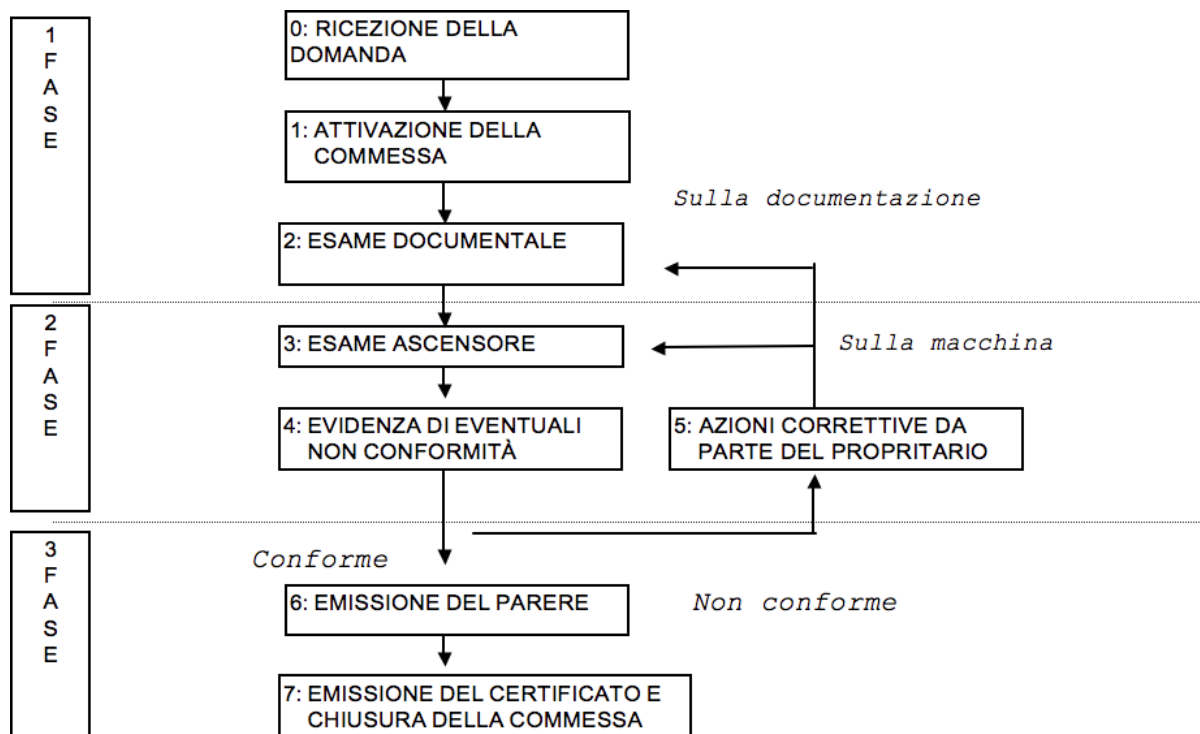 1
F
A
S
E
0: RICEZIONE DELLA
DOMANDA
1: ATTIVAZIONE DELLA
COMMESSA
Sulla documentazione
2: ESAME DOCUMENTALE
2
F
A
S
E
3: ESAME ASCENSORE
Sulla macchina
4: EVIDENZA DI EVENTUALI
NON CONFORMITÀ
5: AZIONI CORRETTIVE DA
PARTE DEL PROPRITARIO
3
F
A
S
E
Conforme
6: EMISSIONE DEL PARERE
Non conforme
7: EMISSIONE DEL CERTIFICATO E
CHIUSURA DELLA COMMESSA